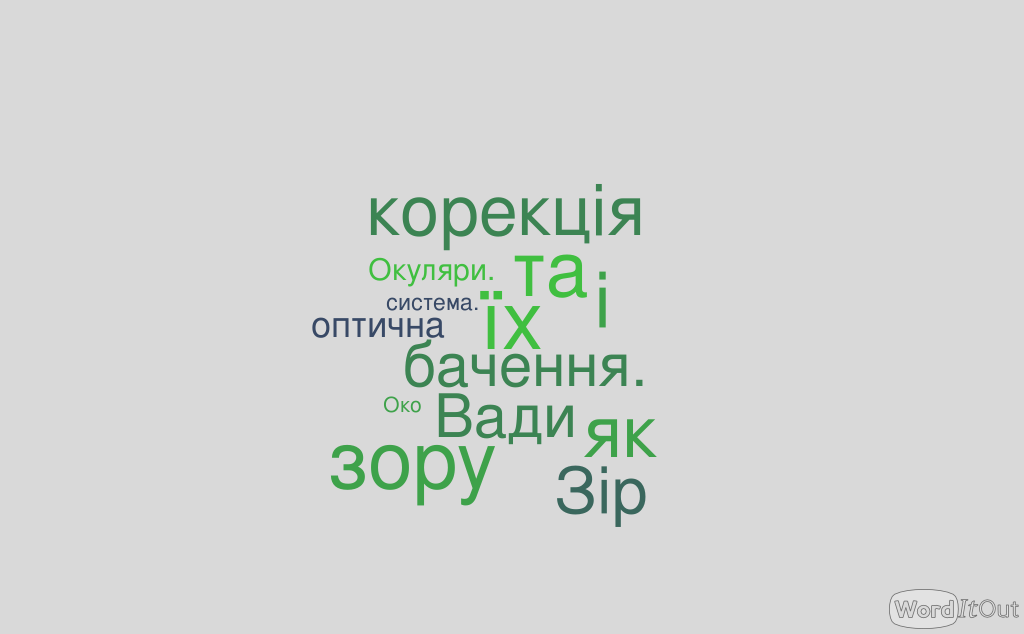 корекція
Окуляри. та і
система. їх
оптична
бачення.
Око Вади як
зору
Зір
WordItOut